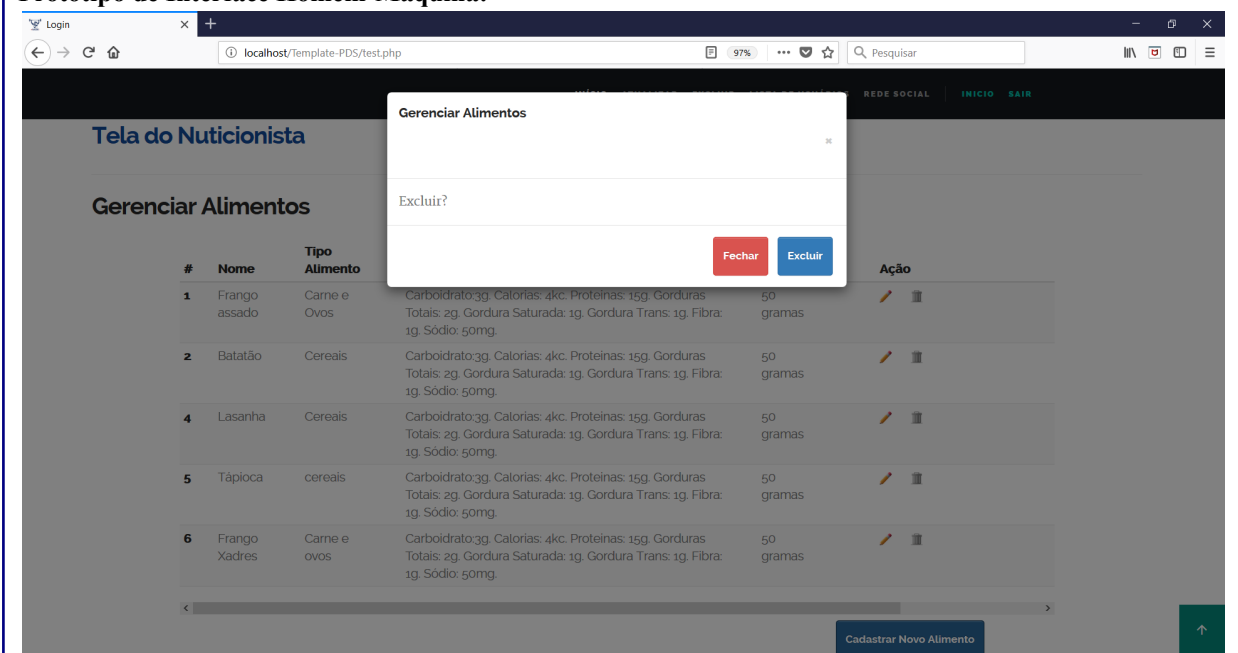 Protótipo de Interface Homem-Máquina:
Login
localhost/Template-PDS/test.php
97%
Pesquisar
REDE SOCIAL
INICIO SAIR
Gerenciar Alimentos
×
Excluir?
Fechar Excluir
Tela do Nuticionista
Gerenciar Alimentos
# Nome Tipo Alimento Ação
1 Frango assado Carne e Ovos Carboidrato:3g. Calorias: 4kc. Proteinas: 15g. Gorduras 50 gramas
Totais: 2g. Gordura Saturada: 1g. Gordura Trans: 1g. Fibra:
1g. Sódio: 50mg.
2 Batatão Cereais Carboidrato:3g. Calorias: 4kc. Proteinas: 15g. Gorduras 50 gramas
Totais: 2g. Gordura Saturada: 1g. Gordura Trans: 1g. Fibra:
1g. Sódio: 50mg.
4 Lasanha Cereais Carboidrato:3g. Calorias: 4kc. Proteinas: 15g. Gorduras 50 gramas
Totais: 2g. Gordura Saturada: 1g. Gordura Trans: 1g. Fibra:
1g. Sódio: 50mg.
5 Tápioca cereais Carboidrato:3g. Calorias: 4kc. Proteinas: 15g. Gorduras 50 gramas
Totais: 2g. Gordura Saturada: 1g. Gordura Trans: 1g. Fibra:
1g. Sódio: 50mg.
6 Frango Xadres Carne e ovos Carboidrato:3g. Calorias: 4kc. Proteinas: 15g. Gorduras 50 gramas
Totais: 2g. Gordura Saturada: 1g. Gordura Trans: 1g. Fibra:
1g. Sódio: 50mg.
Cadastrar Novo Alimento